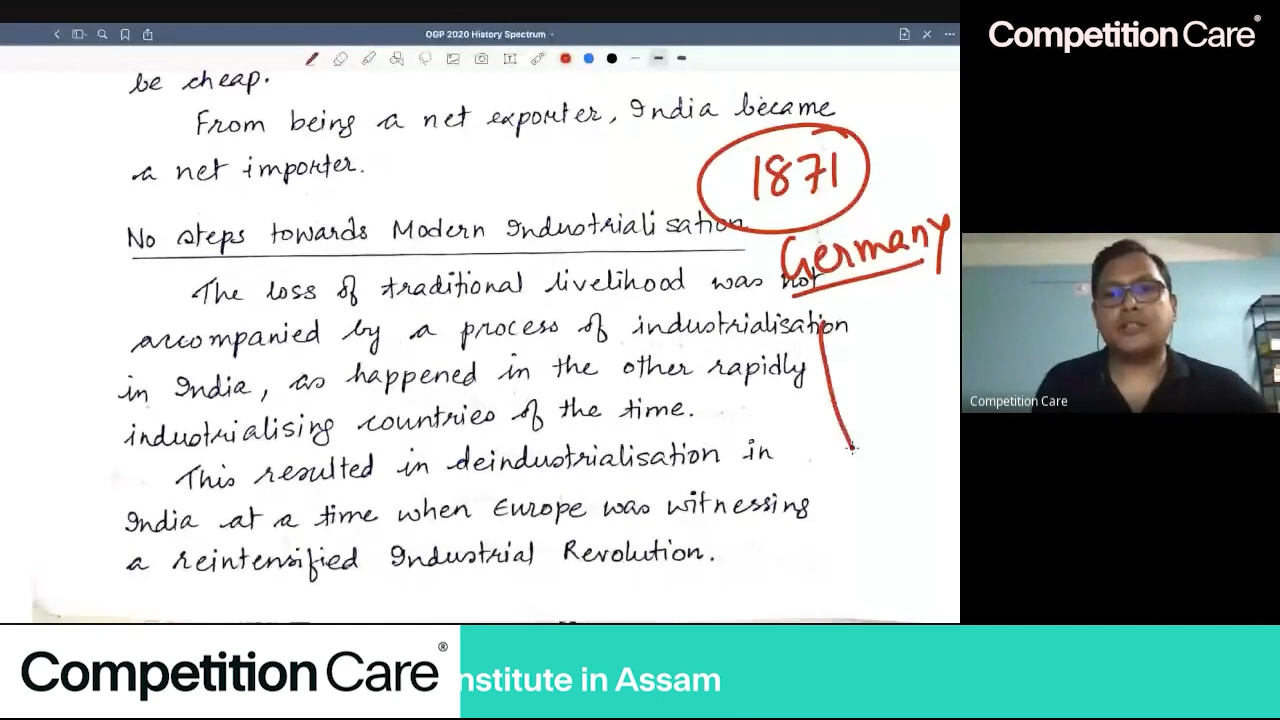 OGP 2020 History Spectrum
Competition Care®
be cheap.
From being a net exporter, India became
a net importer.
1871
No steps towards Modern Industrialisation
Germany
The loss of traditional livelihood was not
accompanied by a process of industrialisation
in India, as happened in the other rapidly
industrialising countries of the time.
This resulted in deindustrialisation in
India at a time when Europe was witnessing
a reintensified Industrial Revolution.
Competition Care
Competition Care®
nstitute in Assam